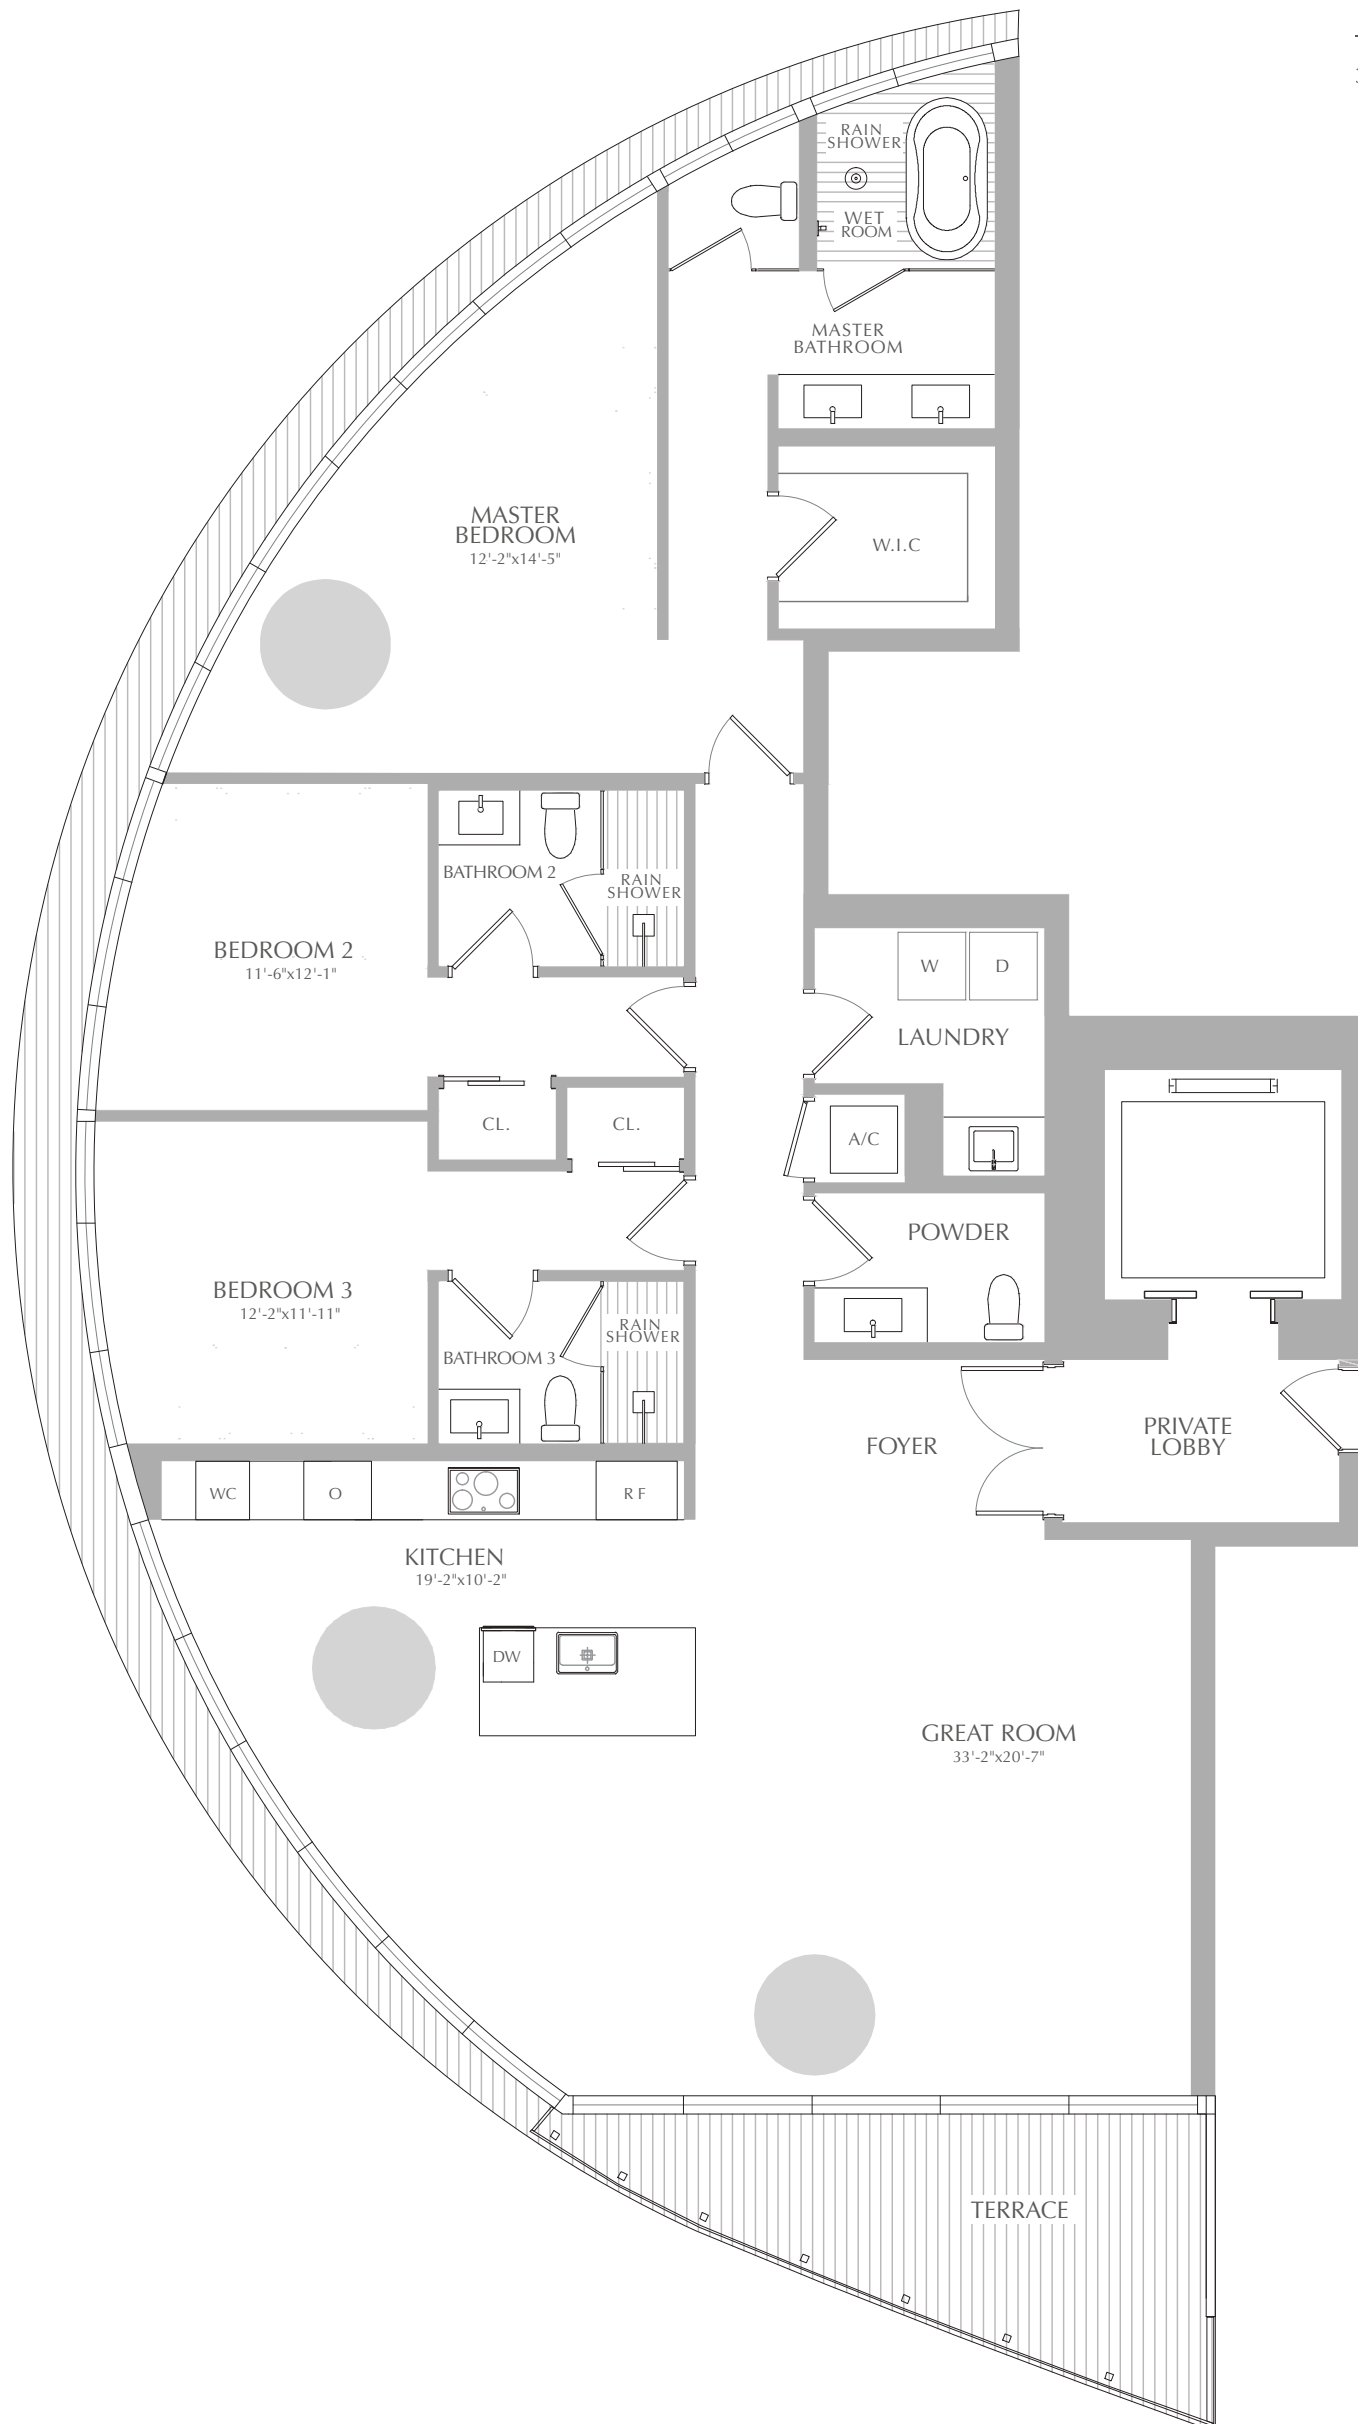 RAIN
SHOWER
WET
ROOM
MASTER
BATHROOM
MASTER
BEDROOM
12'-2"x14'-5"
W.I.C
BATHROOM 2
RAIN
SHOWER
BEDROOM 2
11'-6"x12'-1"
W
D
LAUNDRY
CL.
CL.
A/C
POWDER
BEDROOM 3
12'-2"x11'-11"
RAIN
SHOWER
BATHROOM 3
FOYER
PRIVATE
LOBBY
WC
O
RF
KITCHEN
19'-2"x10'-2"
DW
GREAT ROOM
33'-2"x20'-7"
TERRACE